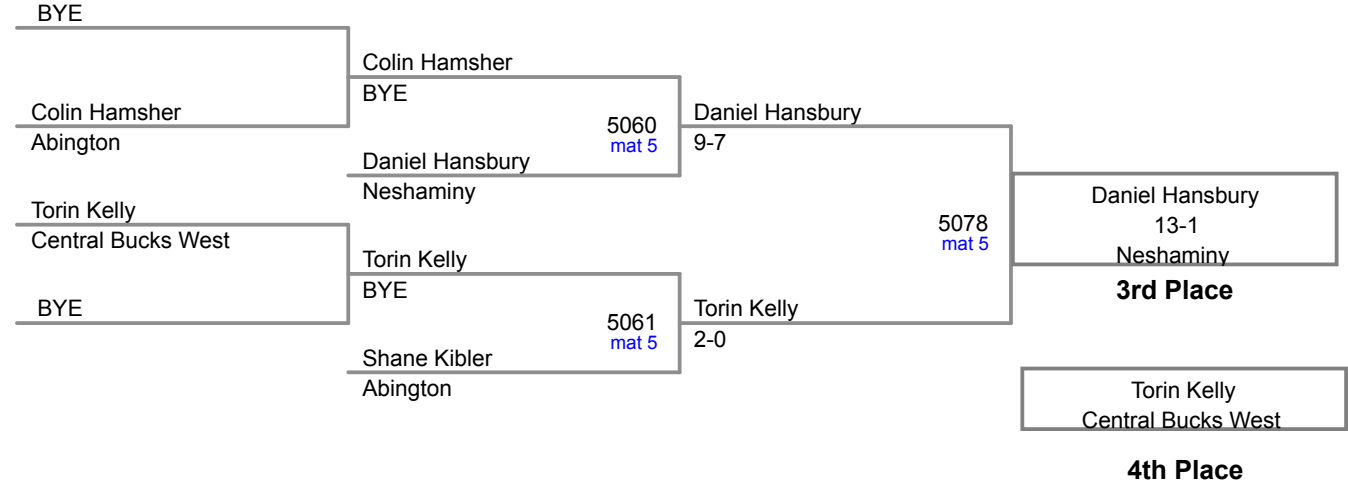 BYE
Colin Hamsher
BYE
Colin Hamsher
Abington
5060
mat 5
Daniel Hansbury
9-7
Daniel Hansbury
Neshaminy
Torin Kelly
Central Bucks West
Torin Kelly
BYE
BYE
5061
mat 5
Torin Kelly
2-0
Shane Kibler
Abington
5078
mat 5
Daniel Hansbury
13-1
Neshaminy
3rd Place
Torin Kelly
Central Bucks West
4th Place